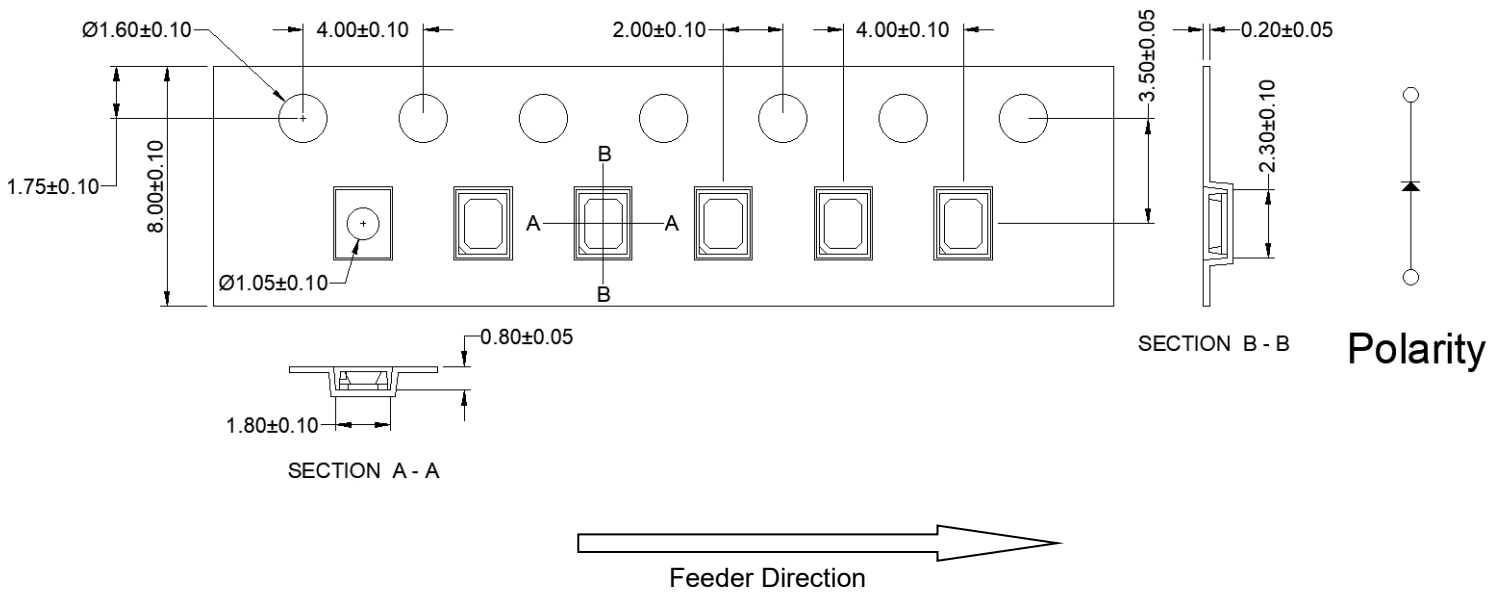 Ø1.60±0.10
4.00±0.10
2.00±0.10
4.00±0.10
3.50±0.05
0.20±0.05
1.75±0.10
8.00±0.10
B
A
A
B
Ø1.05±0.10
2.30±0.10
SECTION B - B
Polarity
0.80±0.05
1.80±0.10
SECTION A - A
Feeder Direction